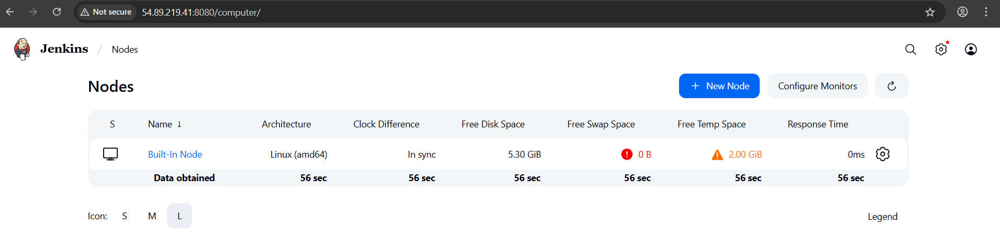 Not secure 54.89.219.41:8080/computer/
Jenkins / Nodes
Nodes
+ New Node Configure Monitors
S Name ↓ Architecture Clock Difference Free Disk Space Free Swap Space Free Temp Space Response Time
Built-In Node Linux (amd64) In sync 5.30 GiB 0 B 2.00 GiB 0ms
Data obtained 56 sec 56 sec 56 sec 56 sec 56 sec 56 sec
Icon: S M L Legend